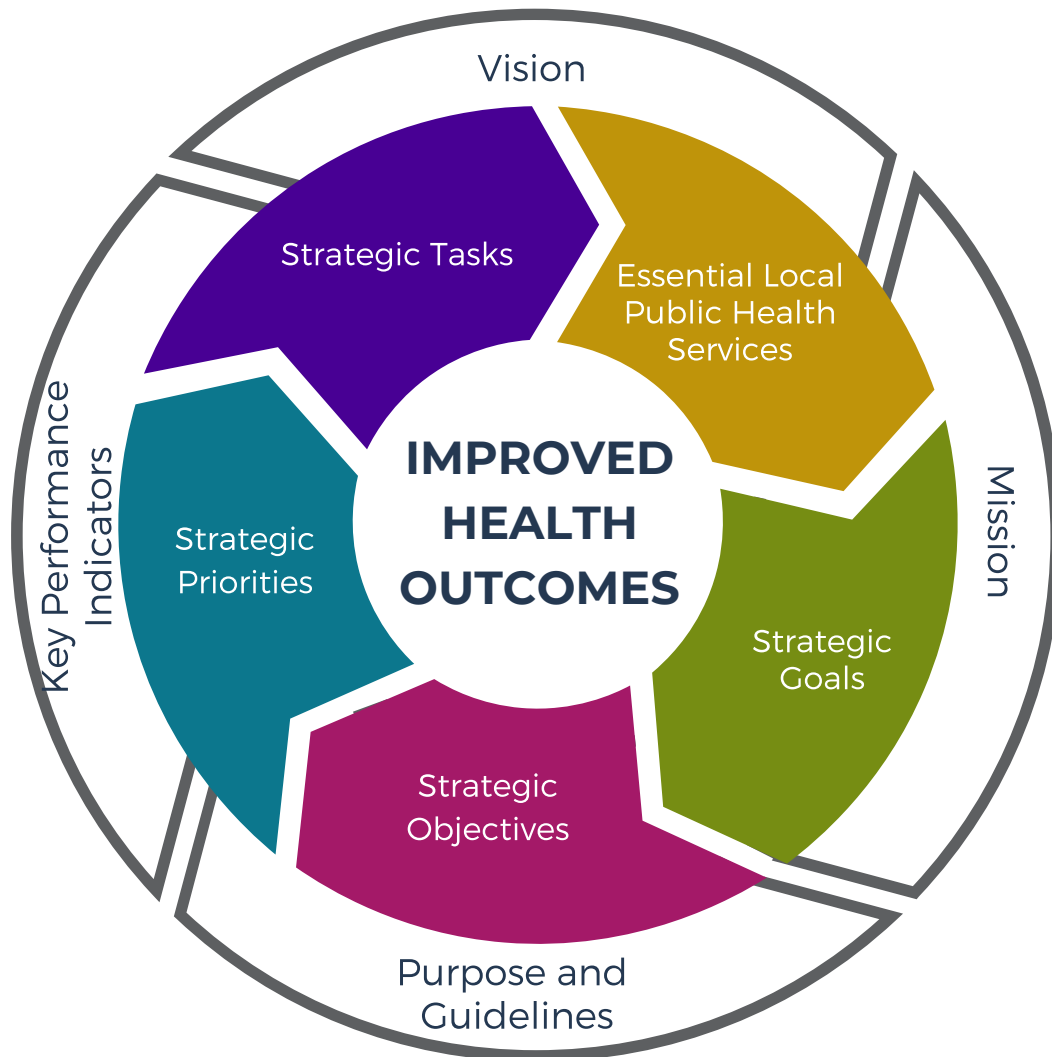 Vision
Strategic Tasks
Essential Local
Public Health
Services
Key Performance
Indicators
IMPROVED
HEALTH
OUTCOMES
Mission
Strategic
Priorities
Strategic
Goals
Strategic
Objectives
Purpose and
Guidelines